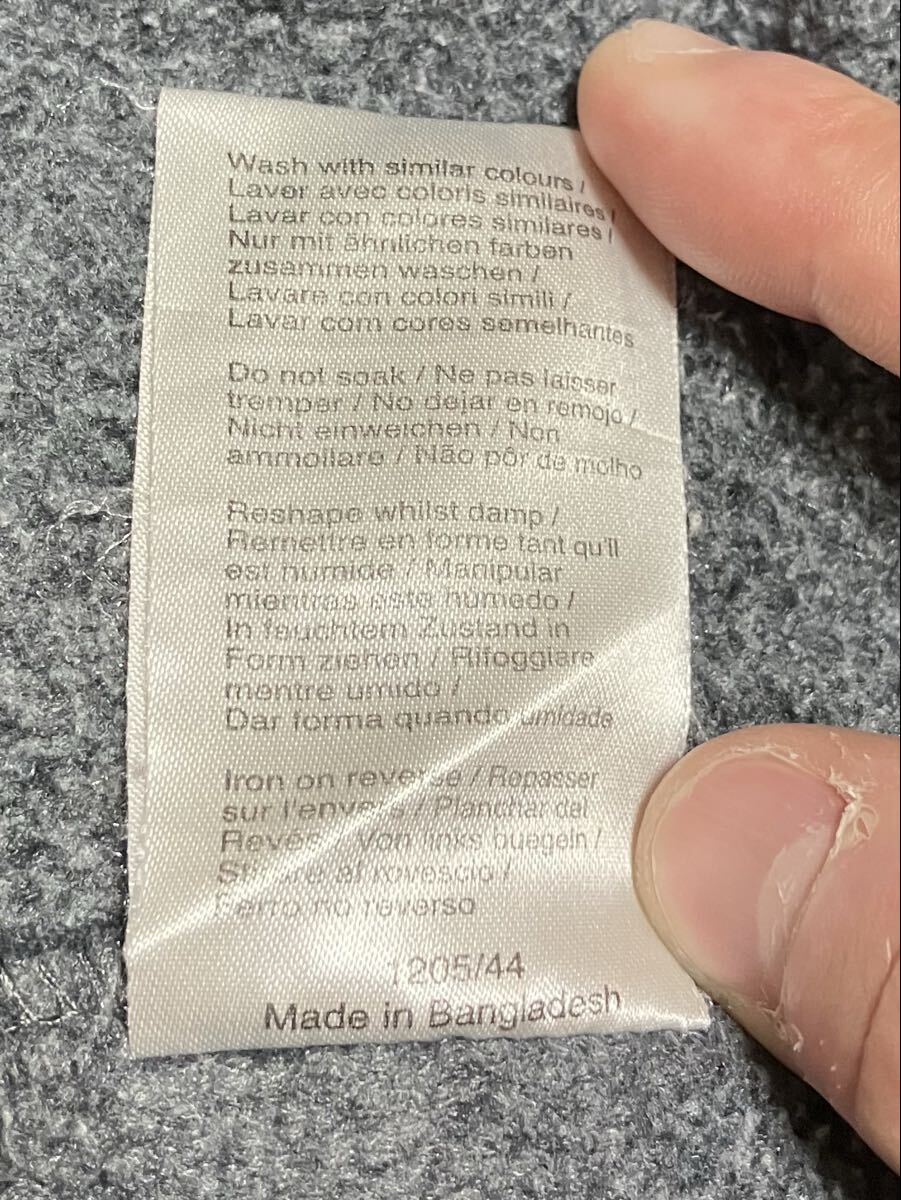 Wash with similar colours /
Laver avec coloris similiaires /
Lavar con colores similares /
Nur mit ähnlichen farben
zusammen waschen /
Lavare con colori simili /
Lavar com cores semelhantes
Do not soak / Ne pas laisser
tremper / No dejar en remojo /
Nicht einweichen / Non
ammollare / Não pôr de molho
Reshape whilst damp /
Remettre en forme tant qu'il
est humide / Manipular
mientras este humedo /
In feuchtem Zustand in
Form ziehen / Rifoggiare
mentre umido /
Dar forma quando umidade
Iron on reverse / Repasser
sur l'envers / Planchar del
Revés / Von links buegeln /
Stirare al rovescio /
Ferro no reverso
1205/44
Made in Bangladesh